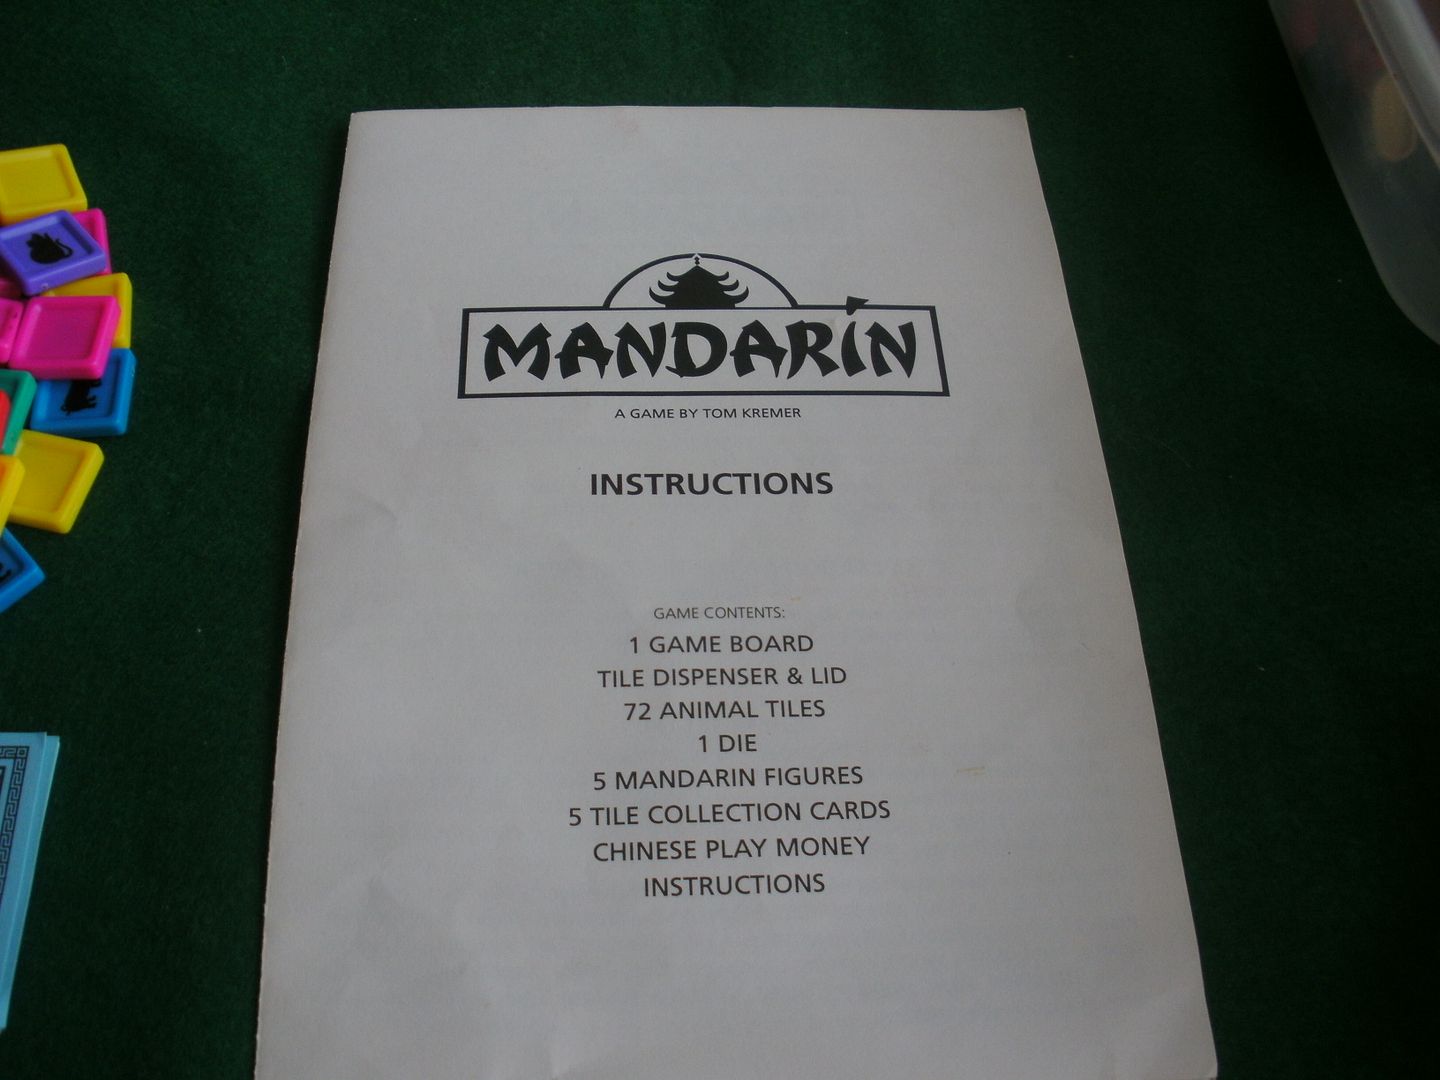 MANDARIN
A GAME BY TOM KREMER
INSTRUCTIONS
GAME CONTENTS:
1 GAME BOARD
TILE DISPENSER & LID
72 ANIMAL TILES
1 DIE
5 MANDARIN FIGURES
5 TILE COLLECTION CARDS
CHINESE PLAY MONEY
INSTRUCTIONS